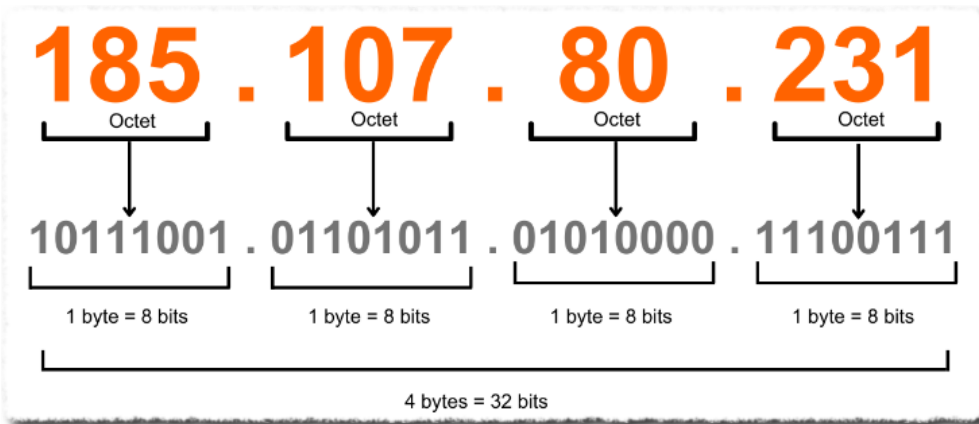 185 . 107 . 80 . 231
Octet Octet Octet Octet
10111001 . 01101011 . 01010000 . 11100111
1 byte = 8 bits 1 byte = 8 bits 1 byte = 8 bits 1 byte = 8 bits
4 bytes = 32 bits